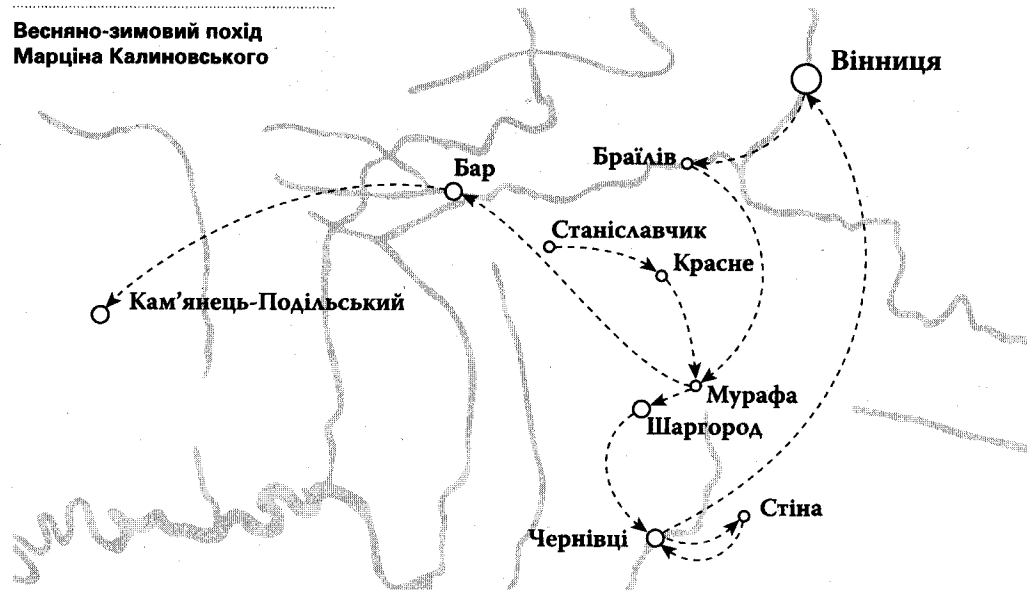 Весняно-зимовий похід
Марціна Калиновського
Вінниця
Браїлів
Бар
Станіславчик
Красне
Кам’янець-Подільський
Мурафа
Шаргород
Стіна
Чернівці